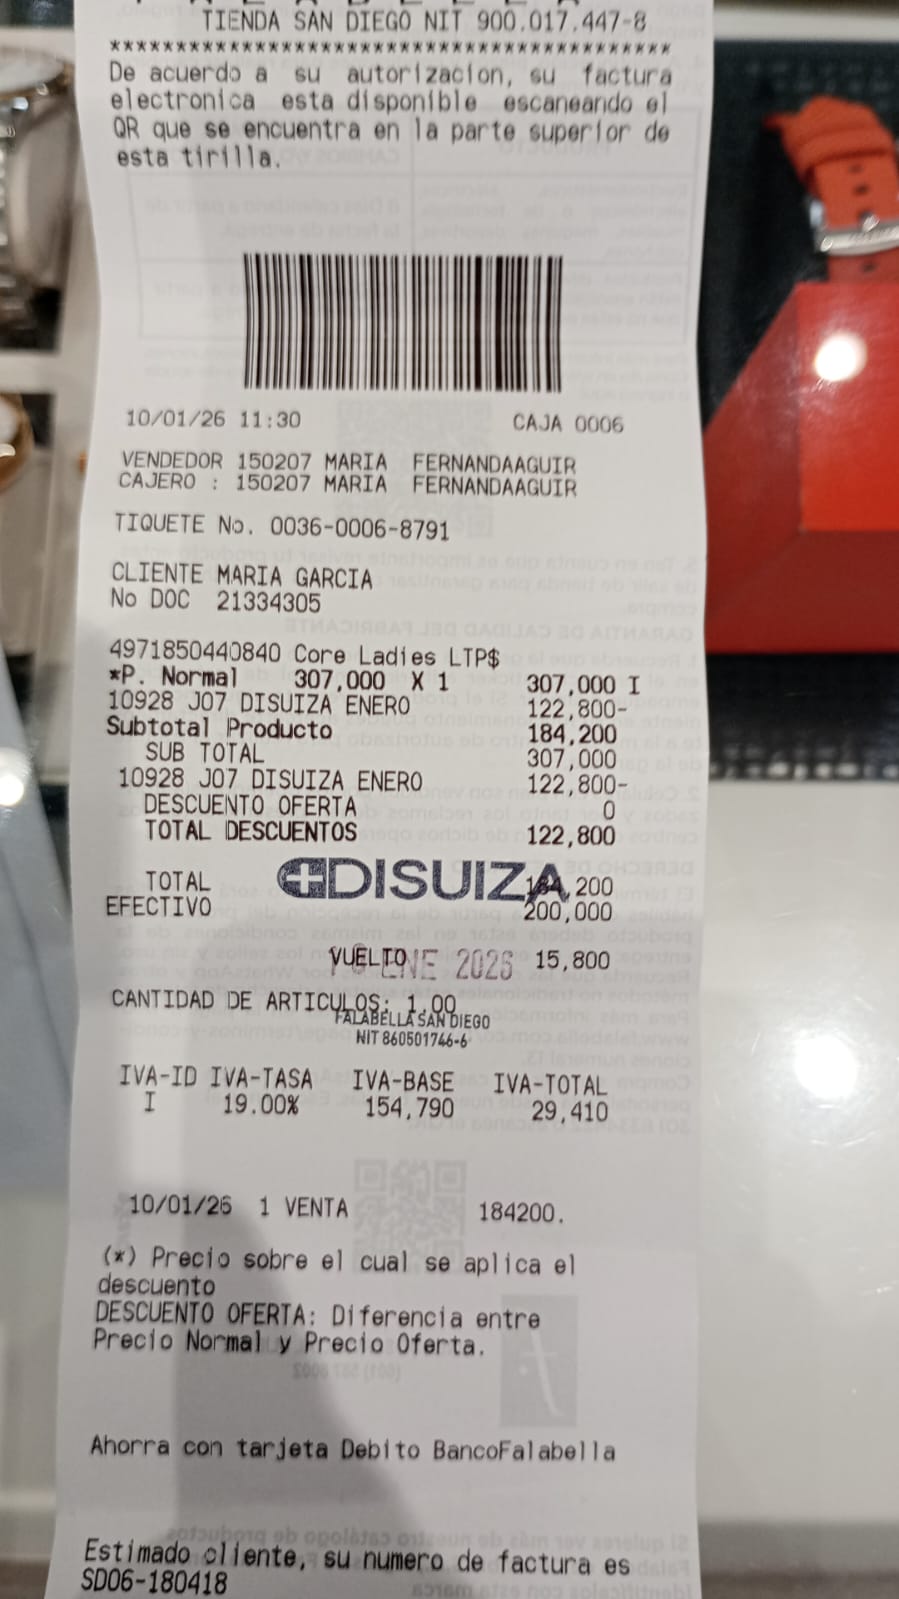 TIENDA SAN DIEGO NIT 900.017.447-8
*******************************************
De acuerdo a su autorizacion, su factura
electronica esta disponible escaneando el
QR que se encuentra en la parte superior de
esta tirilla.
10/01/26 11:30 CAJA 0006
VENDEDOR 150207 MARIA FERNANDAAGUIR
CAJERO : 150207 MARIA FERNANDAAGUIR
TIQUETE No. 0036-0006-8791
CLIENTE MARIA GARCIA
No DOC 21334305
4971850440840 Core Ladies LTP$
*P. Normal 307,000 X 1 307,000 I
10928 J07 DISUIZA ENERO 122,800-
Subtotal Producto 184,200
SUB TOTAL 307,000
10928 J07 DISUIZA ENERO 122,800-
DESCUENTO OFERTA 0
TOTAL DESCUENTOS 122,800
DISUIZA
TOTAL 184,200
EFECTIVO 200,000
VUELTO 15,800
ENE 2026
CANTIDAD DE ARTICULOS: 1.00
FALABELLA SAN DIEGO
NIT 860501746-6
IVA-ID IVA-TASA IVA-BASE IVA-TOTAL
I 19.00% 154,790 29,410
10/01/26 1 VENTA 184200.
(*) Precio sobre el cual se aplica el
descuento
DESCUENTO OFERTA: Diferencia entre
Precio Normal y Precio Oferta.
Ahorra con tarjeta Debito BancoFalabella
Estimado cliente, su numero de factura es
SD06-180418